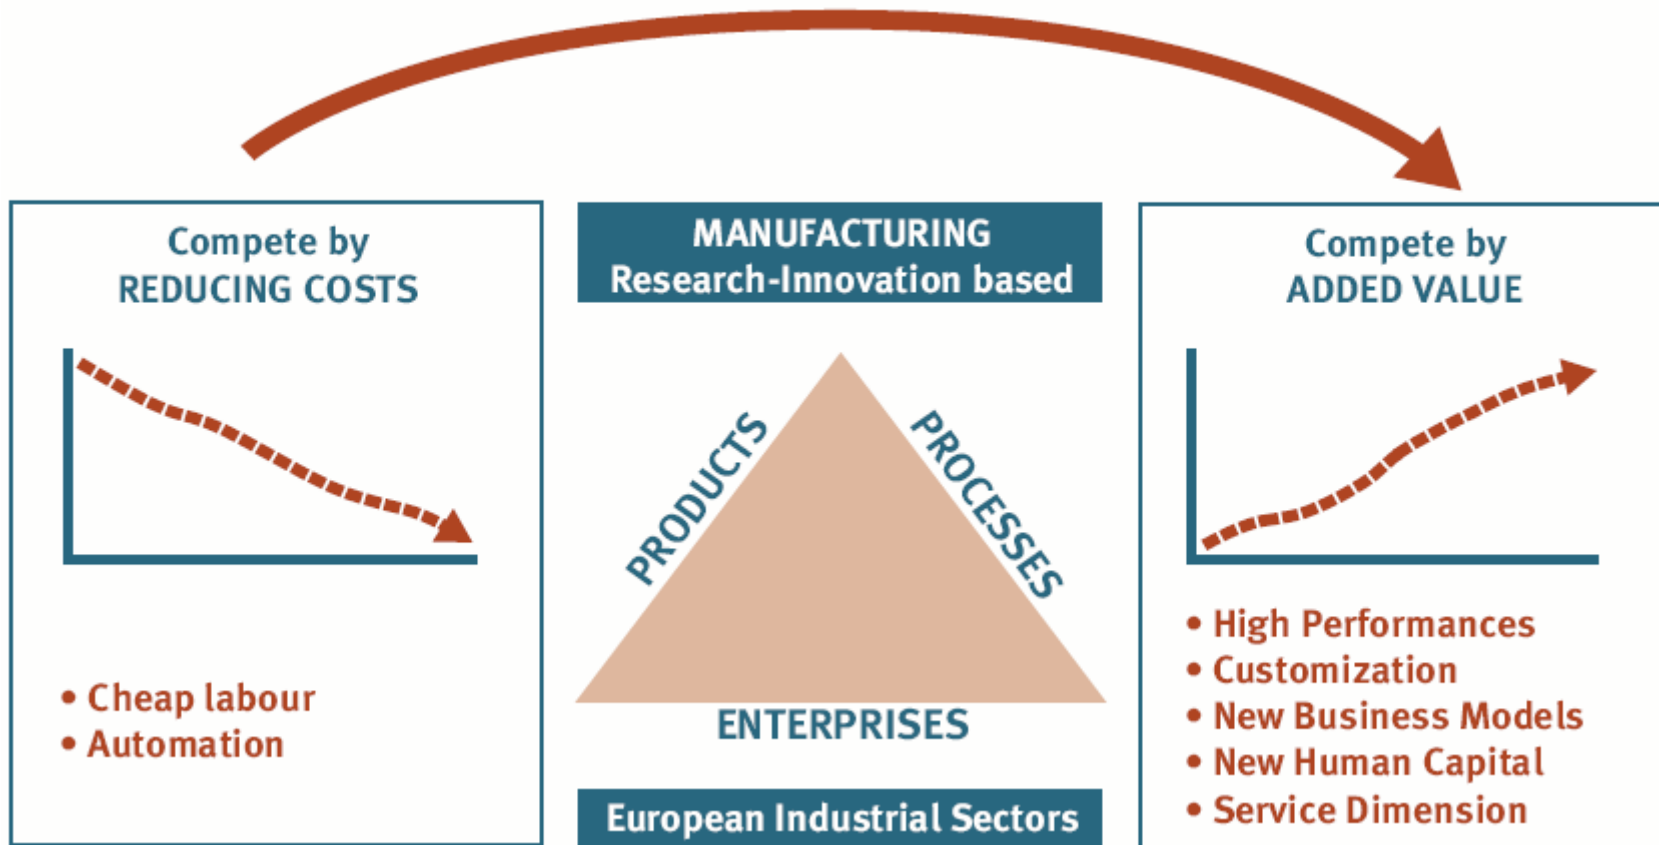 Compete by
REDUCING COSTS
• Cheap labour
• Automation
MANUFACTURING
Research-Innovation based
PRODUCTS
PROCESSES
ENTERPRISES
European Industrial Sectors
Compete by
ADDED VALUE
• High Performances
• Customization
• New Business Models
• New Human Capital
• Service Dimension